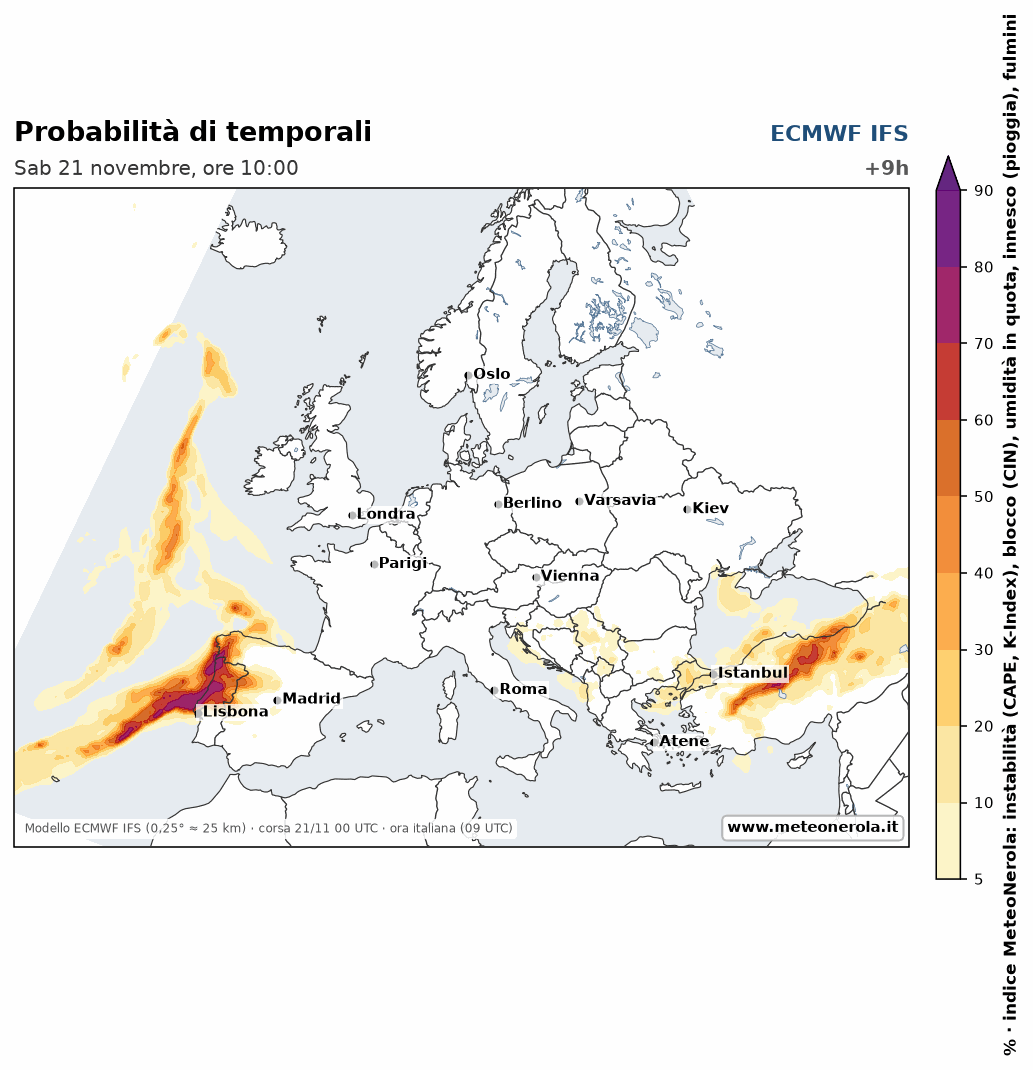 Probabilità di temporali
ECMWF IFS
Sab 21 novembre, ore 10:00
+9h
Oslo
Londra
Berlino
Varsavia
Kiev
Parigi
Vienna
Istanbul
Roma
Madrid
Lisbona
Atene
Modello ECMWF IFS (0,25° ≈ 25 km) · corsa 21/11 00 UTC · ora italiana (09 UTC)
www.meteonerola.it
90
80
70
60
50
40
30
20
10
5
% · indice MeteoNerola: instabilità (CAPE, K-Index), blocco (CIN), umidità in quota, innesco (pioggia), fulmini